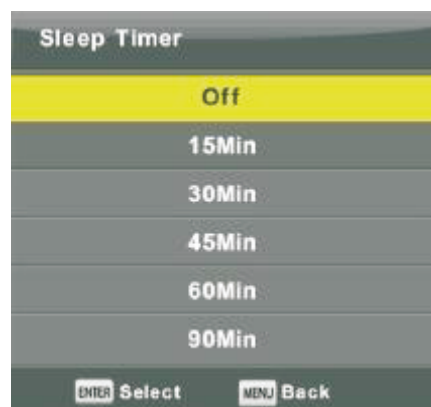 Sleep Timer
Off
15Min
30Min
45Min
60Min
90Min
ENTER Select MENU Back